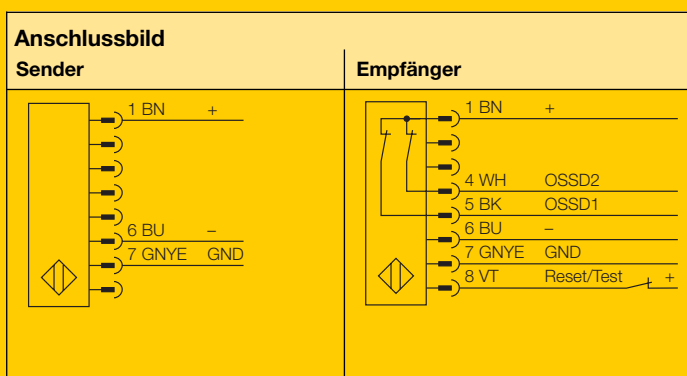 Anschlussbild
Sender
1 BN +
6 BU –
7 GNYE GND
Empfänger
1 BN +
4 WH OSSD2
5 BK OSSD1
6 BU –
7 GNYE GND
8 VT Reset/Test +